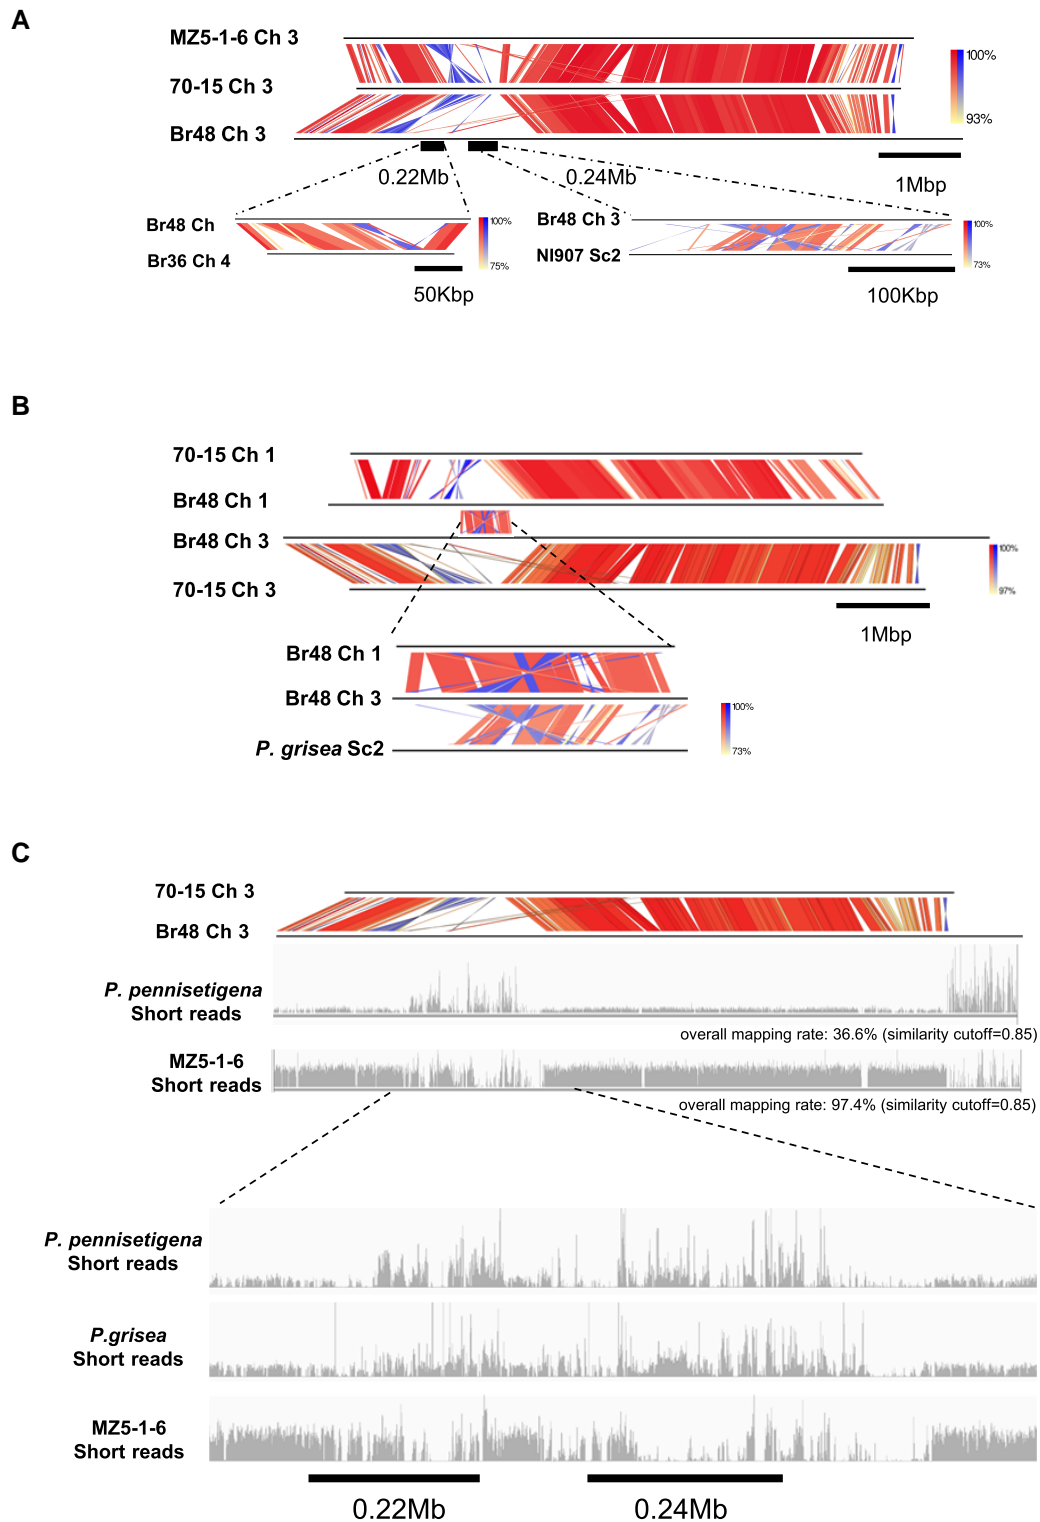 A
MZ5-1-6 Ch 3
70-15 Ch 3
Br48 Ch 3
100%
93%
0.22Mb
0.24Mb
1Mbp
Br48 Ch
Br36 Ch 4
100%
75%
50Kbp
Br48 Ch 3
NI907 Sc2
100%
73%
100Kbp
B
70-15 Ch 1
Br48 Ch 1
Br48 Ch 3
70-15 Ch 3
100%
97%
1Mbp
Br48 Ch 1
Br48 Ch 3
P. grisea Sc2
100%
73%
C
70-15 Ch 3
Br48 Ch 3
P. pennisetigena
Short reads
overall mapping rate: 36.6% (similarity cutoff=0.85)
MZ5-1-6
Short reads
overall mapping rate: 97.4% (similarity cutoff=0.85)
P. pennisetigena
Short reads
P.grisea
Short reads
MZ5-1-6
Short reads
0.22Mb
0.24Mb